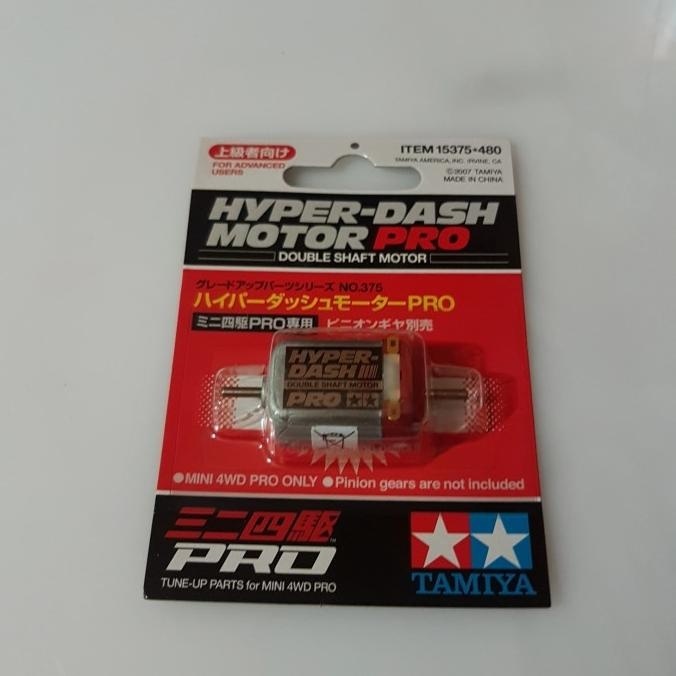 上級者向け
FOR ADVANCED
USERS
ITEM 15375*480
TAMIYA AMERICA, INC. IRVINE, CA
©2007 TAMIYA
MADE IN CHINA
HYPER-DASH
MOTOR PRO
DOUBLE SHAFT MOTOR
グレードアップパーツシリーズ NO.375
ハイパーダッシュモーターPRO
ミニ四駆PRO専用 ピニオンギヤ別売
HYPER-
DASH
DOUBLE SHAFT MOTOR
PRO
●MINI 4WD PRO ONLY ●Pinion gears are not included
ミニ四駆™
PRO
TUNE-UP PARTS for MINI 4WD PRO
TAMIYA